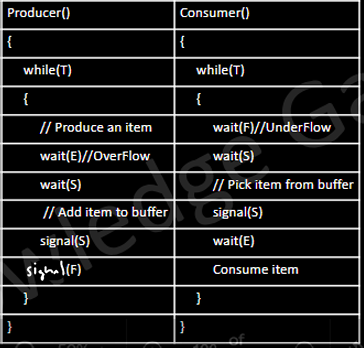 Producer() Consumer()
{ {
while(T) while(T)
{ {
// Produce an item wait(F)//UnderFlow
wait(E)//OverFlow wait(S)
wait(S) // Pick item from buffer
// Add item to buffer signal(S)
signal(S) wait(E)
signal(F) Consume item
} }
} }